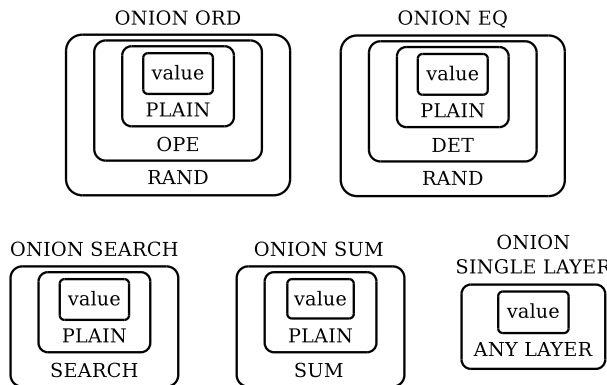 ONION ORD
value
PLAIN
OPE
RAND
ONION EQ
value
PLAIN
DET
RAND
ONION SEARCH
value
PLAIN
SEARCH
ONION SUM
value
PLAIN
SUM
ONION
SINGLE LAYER
value
ANY LAYER